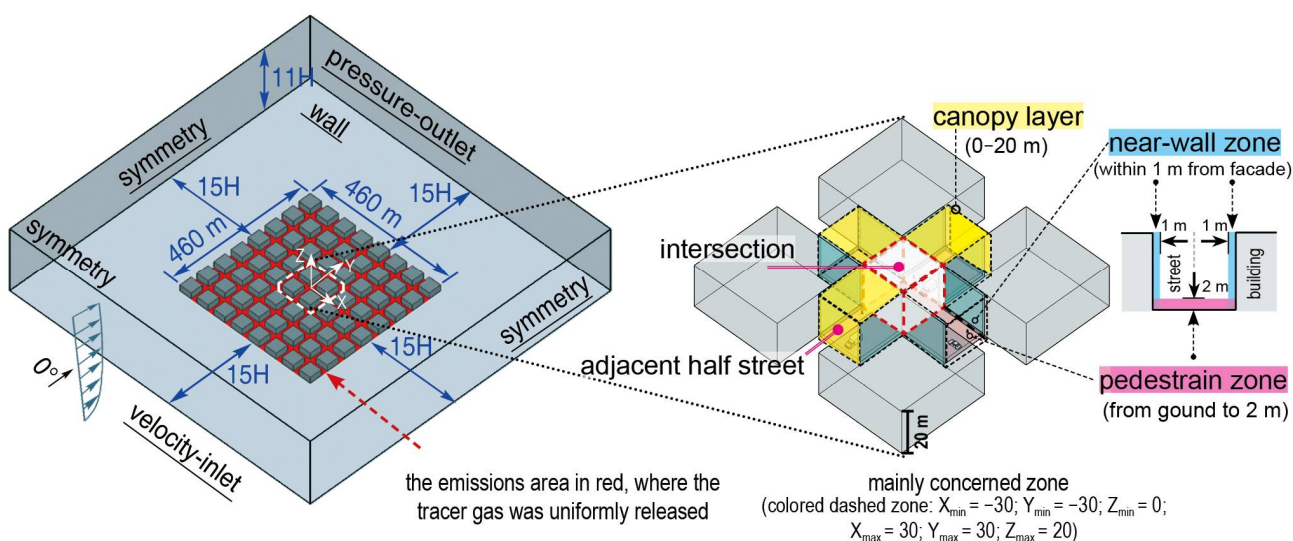 11H
pressure-outlet
wall
symmetry
15H
460 m
460 m
15H
symmetry
Z
Y
X
symmetry
0°
15H
15H
velocity-inlet
the emissions area in red, where the
tracer gas was uniformly released
canopy layer
(0–20 m)
intersection
adjacent half street
20 m
mainly concerned zone
(colored dashed zone: Xmin = −30; Ymin = −30; Zmin = 0;
Xmax = 30; Ymax = 30; Zmax = 20)
near-wall zone
(within 1 m from facade)
1 m
1 m
street
2 m
building
pedestrain zone
(from gound to 2 m)